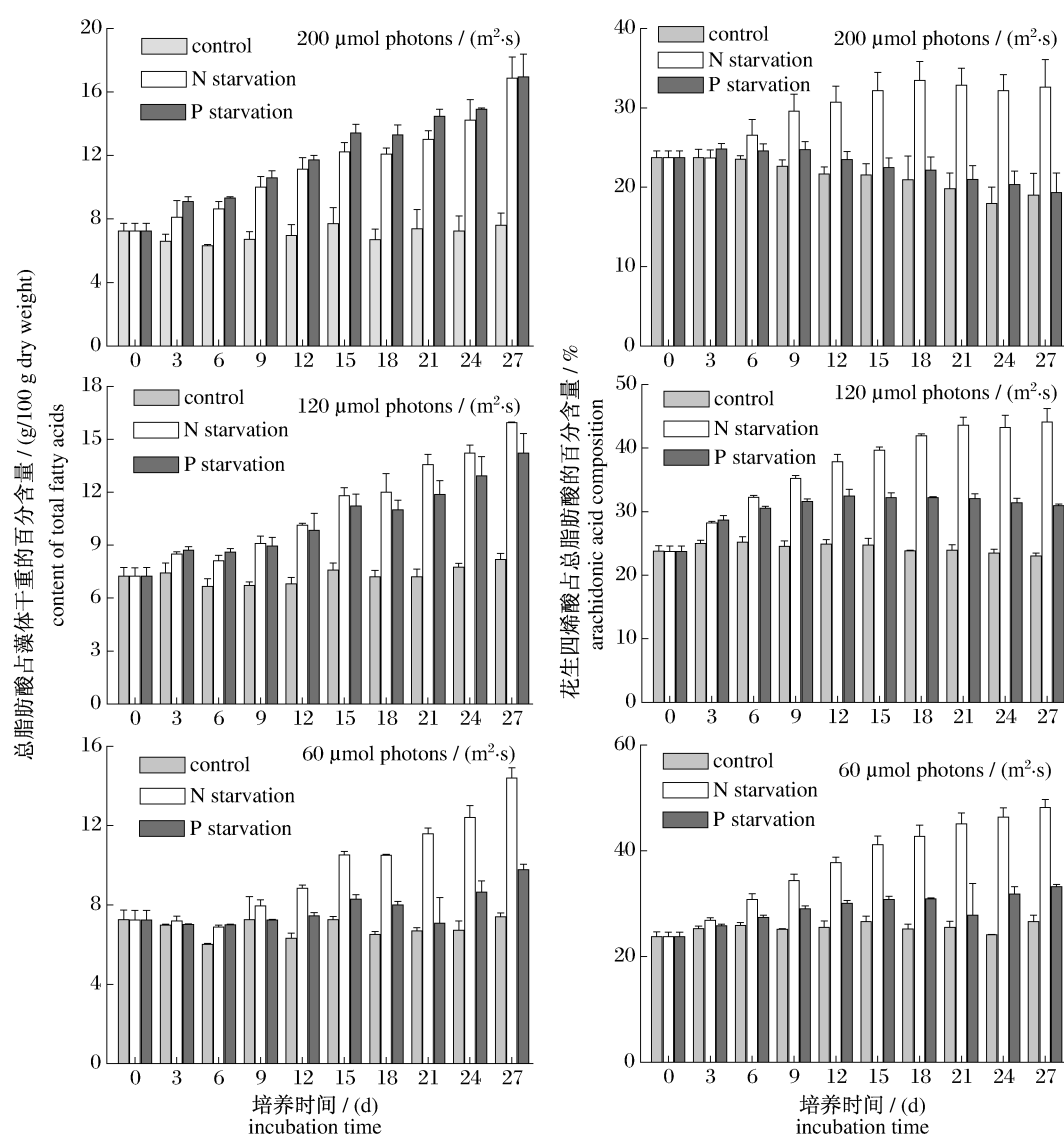 总脂肪酸占藻体干重的百分含量 / (g/100 g dry weight)
content of total fatty acids
20
16
12
8
4
0
control
N starvation
P starvation
200 μmol photons / (m²·s)
0 3 6 9 12 15 18 21 24 27
18
15
12
9
6
3
0
control
N starvation
P starvation
120 μmol photons / (m²·s)
0 3 6 9 12 15 18 21 24 27
16
12
8
4
0
control
N starvation
P starvation
60 μmol photons / (m²·s)
0 3 6 9 12 15 18 21 24 27
培养时间 / (d)
incubation time
花生四烯酸占总脂肪酸的百分含量 / %
arachidonic acid composition
40
30
20
10
0
control
N starvation
P starvation
200 μmol photons / (m²·s)
0 3 6 9 12 15 18 21 24 27
50
40
30
20
10
0
control
N starvation
P starvation
120 μmol photons / (m²·s)
0 3 6 9 12 15 18 21 24 27
60
40
20
0
control
N starvation
P starvation
60 μmol photons / (m²·s)
0 3 6 9 12 15 18 21 24 27
培养时间 / (d)
incubation time